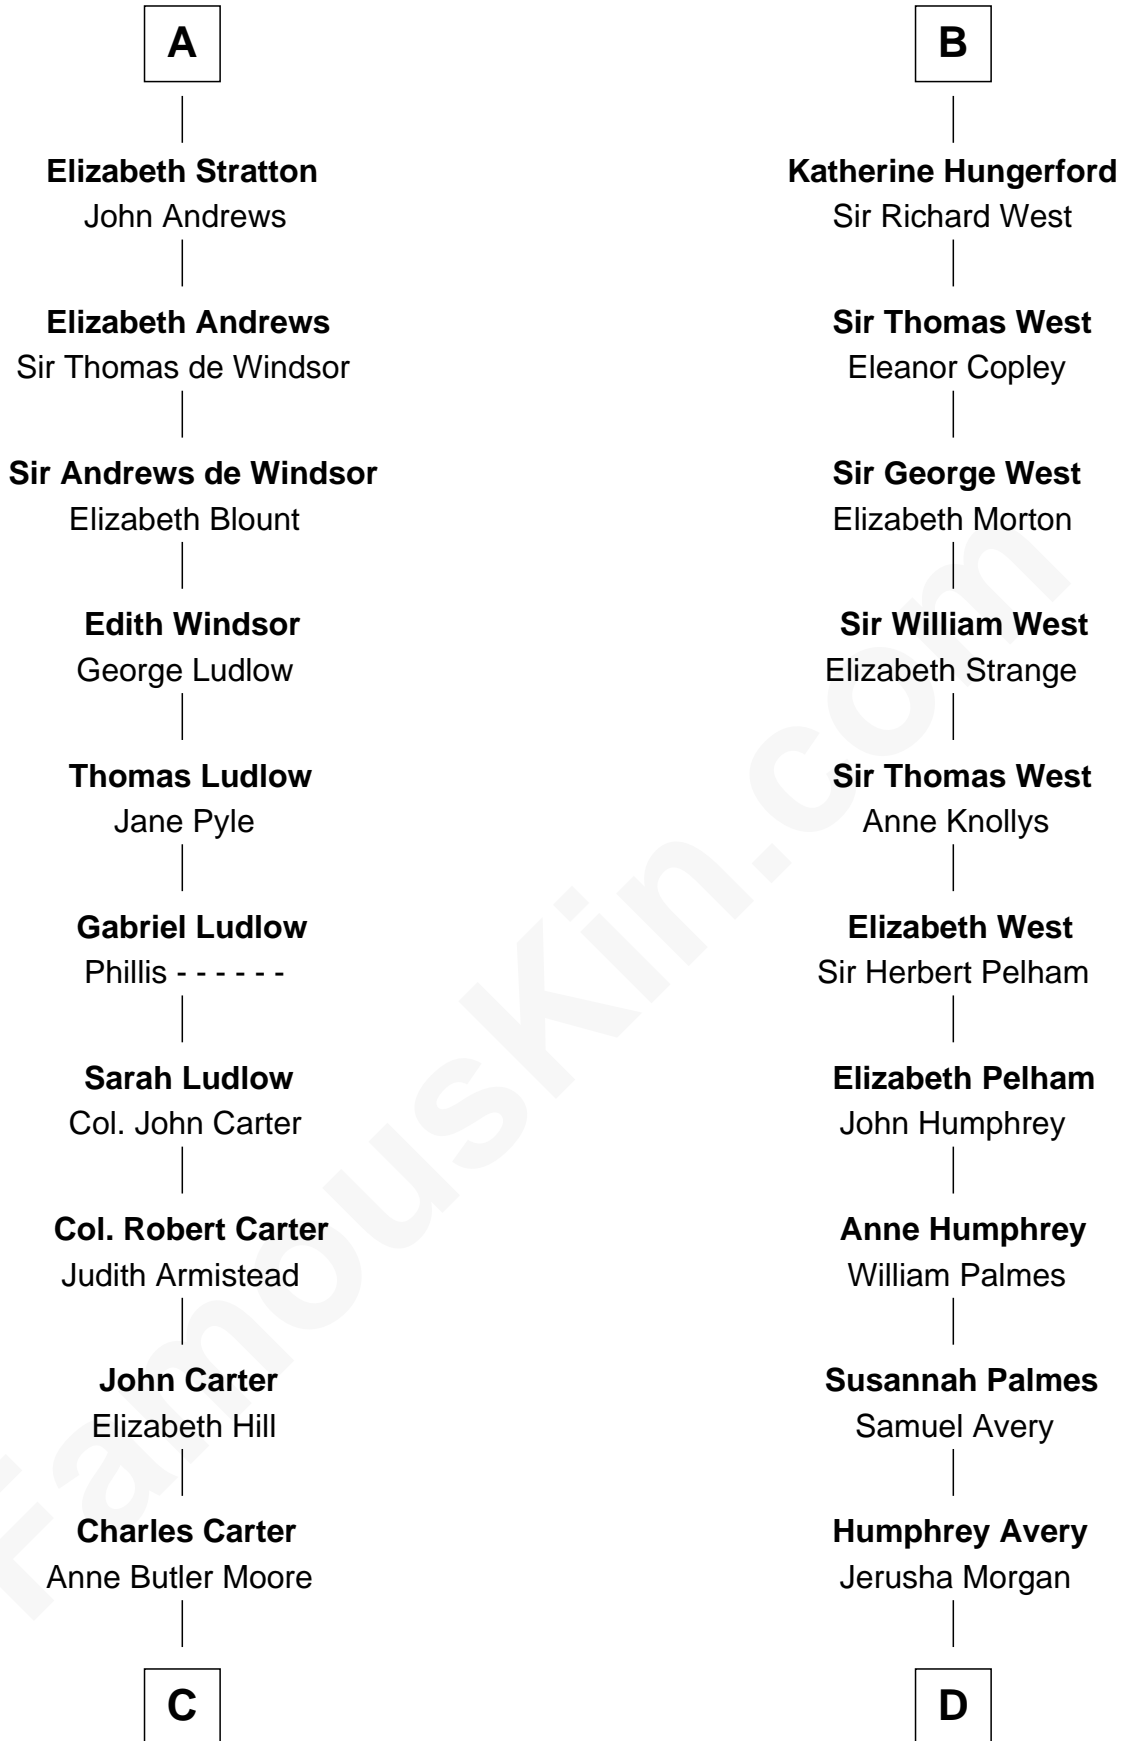 A
Elizabeth Stratton
John Andrews
Elizabeth Andrews
Sir Thomas de Windsor
Sir Andrews de Windsor
Elizabeth Blount
Edith Windsor
George Ludlow
Thomas Ludlow
Jane Pyle
Gabriel Ludlow
Phillis - - - - - -
Sarah Ludlow
Col. John Carter
Col. Robert Carter
Judith Armistead
John Carter
Elizabeth Hill
Charles Carter
Anne Butler Moore
C
B
Katherine Hungerford
Sir Richard West
Sir Thomas West
Eleanor Copley
Sir George West
Elizabeth Morton
Sir William West
Elizabeth Strange
Sir Thomas West
Anne Knollys
Elizabeth West
Sir Herbert Pelham
Elizabeth Pelham
John Humphrey
Anne Humphrey
William Palmes
Susannah Palmes
Samuel Avery
Humphrey Avery
Jerusha Morgan
D
FamousKin.com